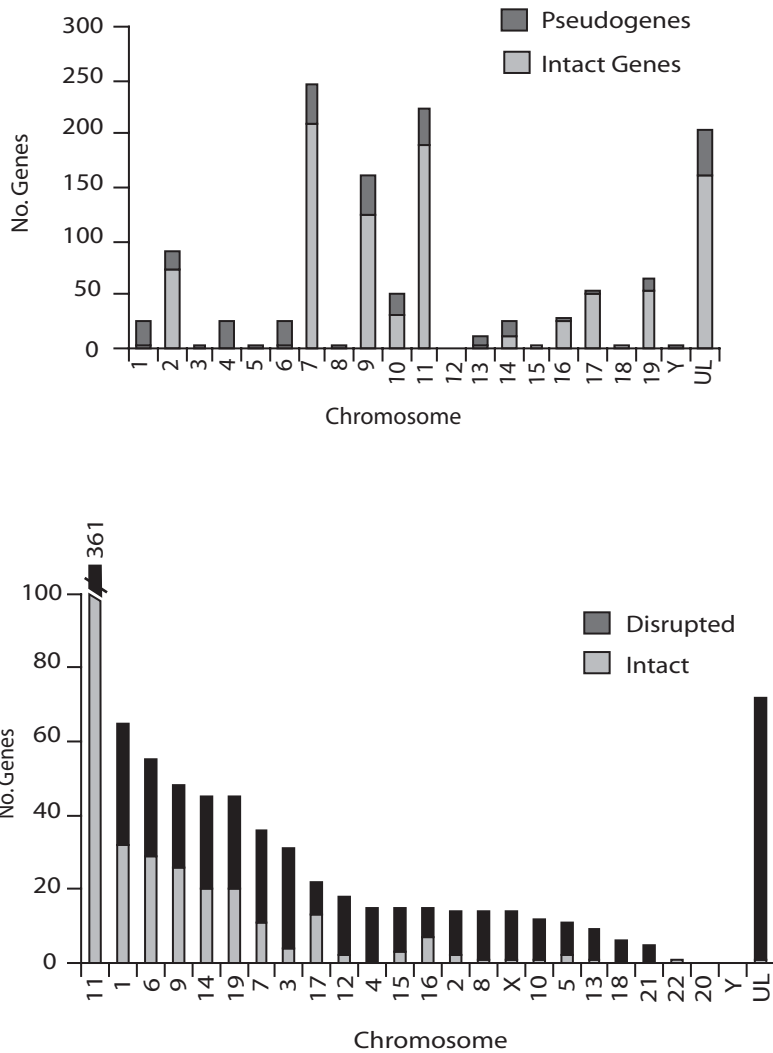 Pseudogenes
Intact Genes
No. Genes
300
250
200
150
100
50
0
1 2 3 4 5 6 7 8 9 10 11 12 13 14 15 16 17 18 19 Y UL
Chromosome
361
Disrupted
Intact
No. Genes
100
80
60
40
20
0
11 1 6 9 14 19 7 3 17 12 4 15 16 2 8 X 10 5 13 18 21 22 20 Y UL
Chromosome